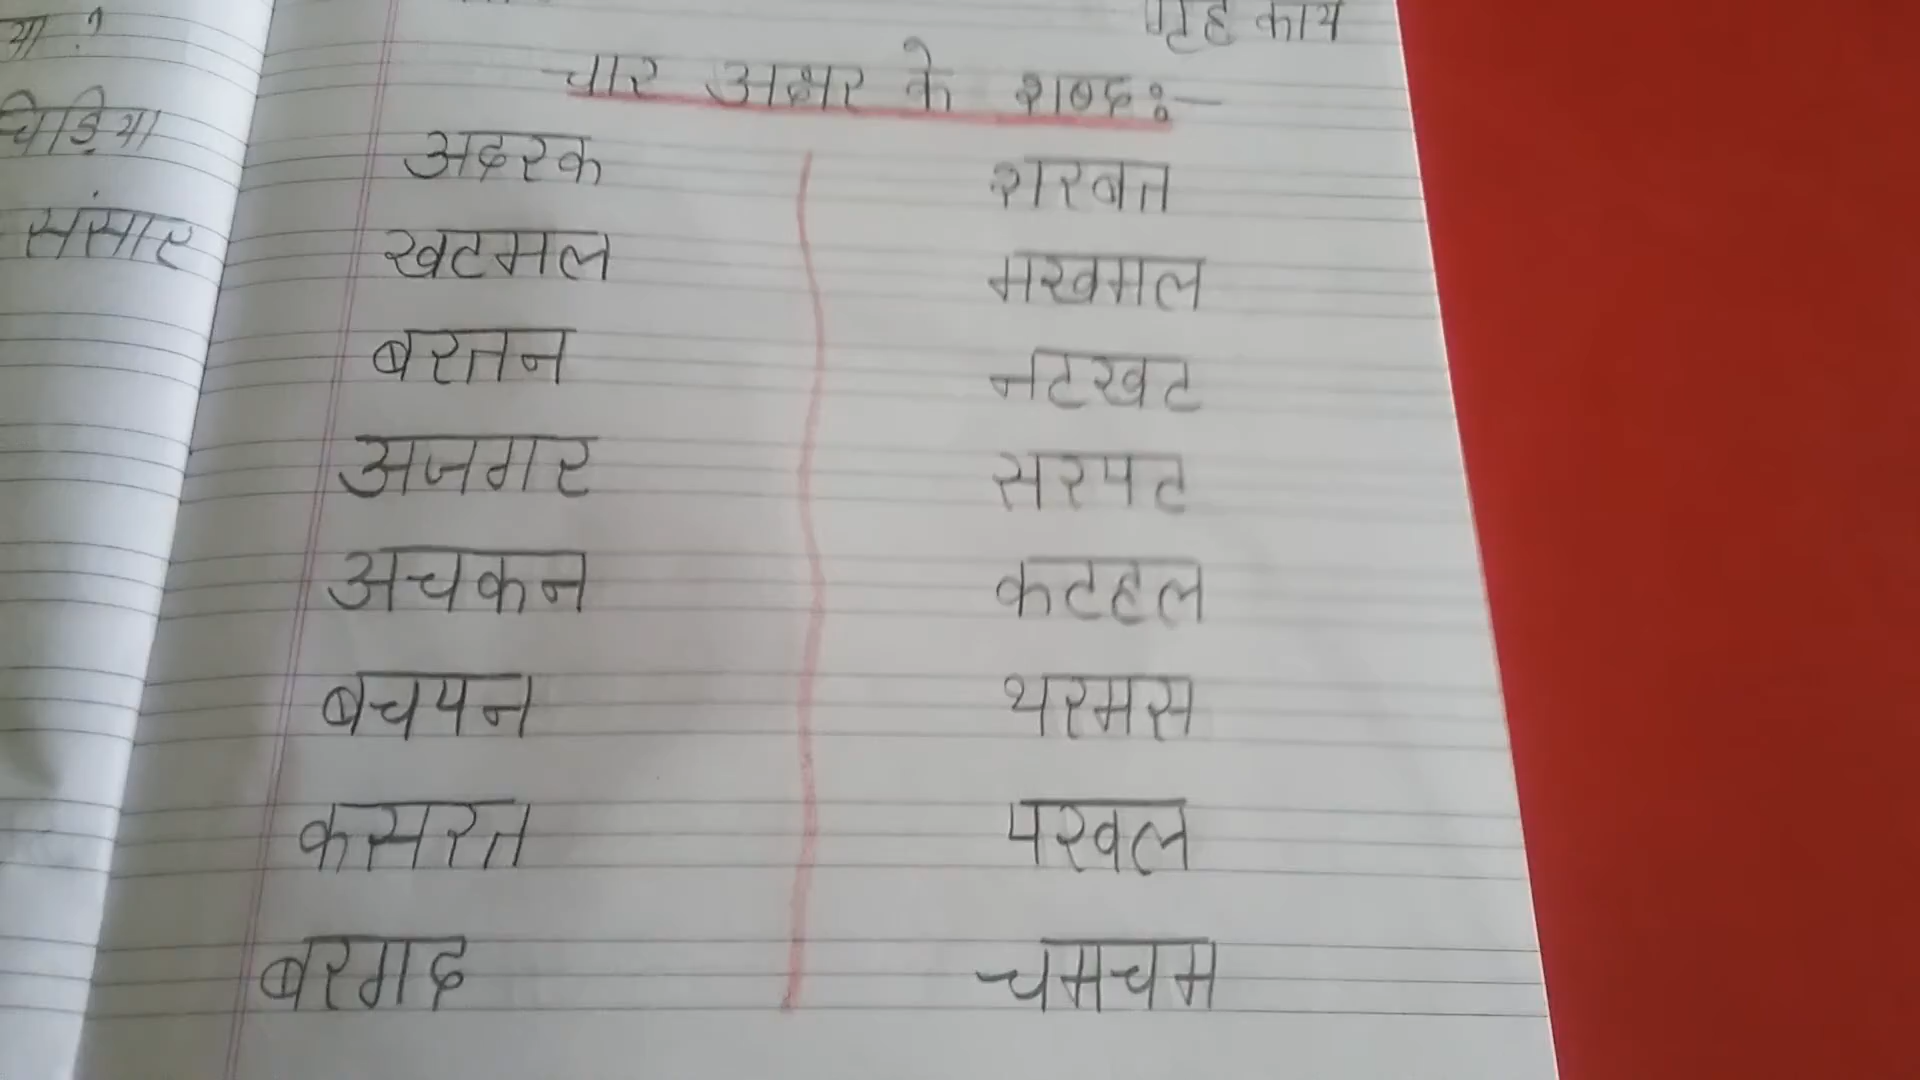 गृह कार्य
चार अक्षर के शब्द :-
अदरक
खटमल
बरतन
अजगर
अचकन
बचपन
कसरत
बरगद
शरबत
मखमल
नटखट
सरपट
कटहल
थरमस
परवल
चमचम
चिड़िया
संसार